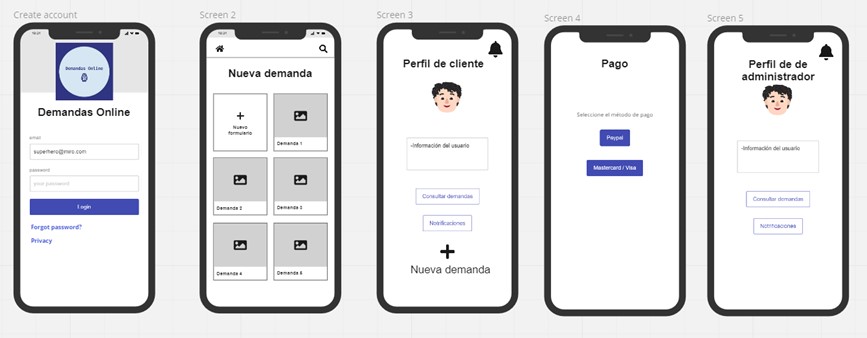 Create account
Demandas Online
Demandas Online
email
superhero@miro.com
password
your password
Login
Forgot password?
Privacy
Screen 2
Nueva demanda
Nuevo
formulario
Demanda 1
Demanda 2
Demanda 3
Demanda 4
Demanda 5
Screen 3
Perfil de cliente
-Información del usuario
Consultar demandas
Notrificaciones
Nueva demanda
Screen 4
Pago
Seleccione el método de pago
Paypal
Mastercard / Visa
Screen 5
Perfil de de
administrador
-Información del usuario
Consultar demandas